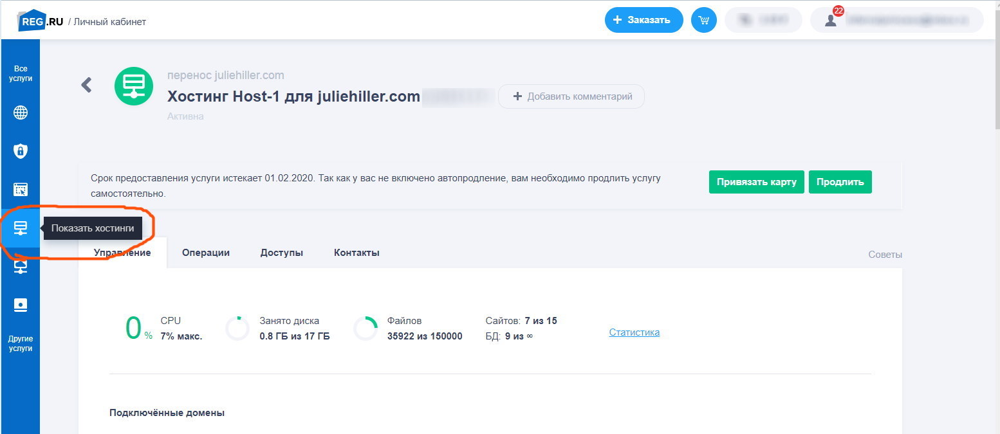 REG.RU / Личный кабинет
Заказать
22
Все
услуги
перенос juliehiller.com
Хостинг Host-1 для juliehiller.com
Добавить комментарий
Активна
Срок предоставления услуги истекает 01.02.2020. Так как у вас не включено автопродление, вам необходимо продлить услугу
самостоятельно.
Привязать карту
Продлить
Показать хостинги
Управление
Операции
Доступы
Контакты
Советы
0 %
CPU
7% макс.
Занято диска
0.8 ГБ из 17 ГБ
Файлов
35922 из 150000
Сайтов: 7 из 15
БД: 9 из ∞
Статистика
Другие
услуги
Подключённые домены